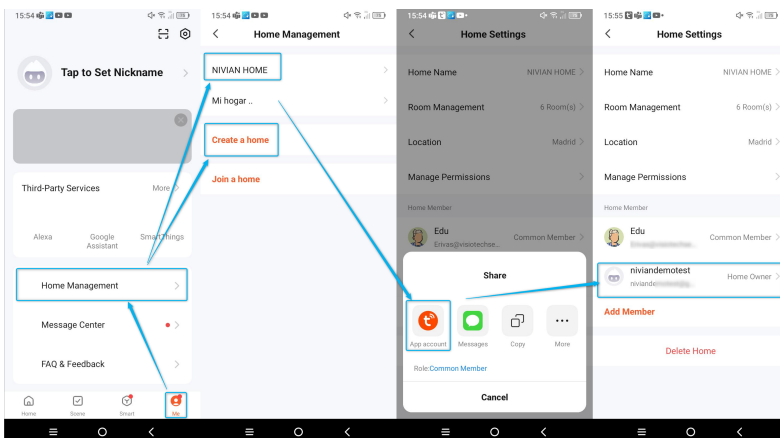 15:54
Tap to Set Nickname
Third-Party Services
More
Alexa
Google Assistant
SmartThings
Home Management
Message Center
FAQ & Feedback
Home
Scene
Smart
Me
15:54
Home Management
NIVIAN HOME
Mi hogar ..
Create a home
Join a home
15:54
Home Settings
Home Name
NIVIAN HOME
Room Management
6 Room(s)
Location
Madrid
Manage Permissions
Home Member
Edu
Common Member
Erivas@visiotechse...
Share
App account
Messages
Copy
More
Role:Common Member
Cancel
15:55
Home Settings
Home Name
NIVIAN HOME
Room Management
6 Room(s)
Location
Madrid
Manage Permissions
Home Member
Edu
Common Member
niviandemotest
Home Owner
niviande
Add Member
Delete Home